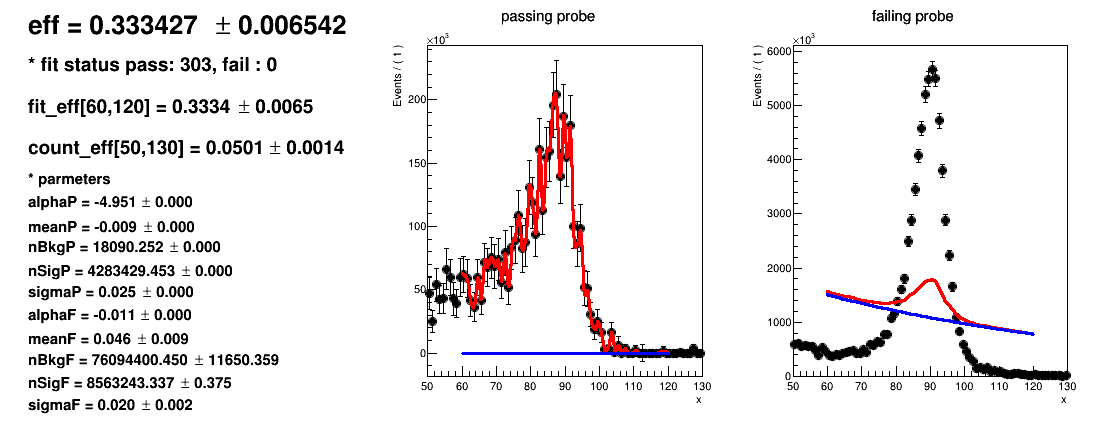 eff = 0.333427 ± 0.006542
* fit status pass: 303, fail : 0
fit_eff[60,120] = 0.3334 ± 0.0065
count_eff[50,130] = 0.0501 ± 0.0014
* parmeters
alphaP = -4.951 ± 0.000
meanP = -0.009 ± 0.000
nBkgP = 18090.252 ± 0.000
nSigP = 4283429.453 ± 0.000
sigmaP = 0.025 ± 0.000
alphaF = -0.011 ± 0.000
meanF = 0.046 ± 0.009
nBkgF = 76094400.450 ± 11650.359
nSigF = 8563243.337 ± 0.375
sigmaF = 0.020 ± 0.002
passing probe
×10³
Events / ( 1 )
200
150
100
50
0
50 60 70 80 90 100 110 120 130
x
failing probe
×10³
Events / ( 1 )
6000
5000
4000
3000
2000
1000
0
50 60 70 80 90 100 110 120 130
x